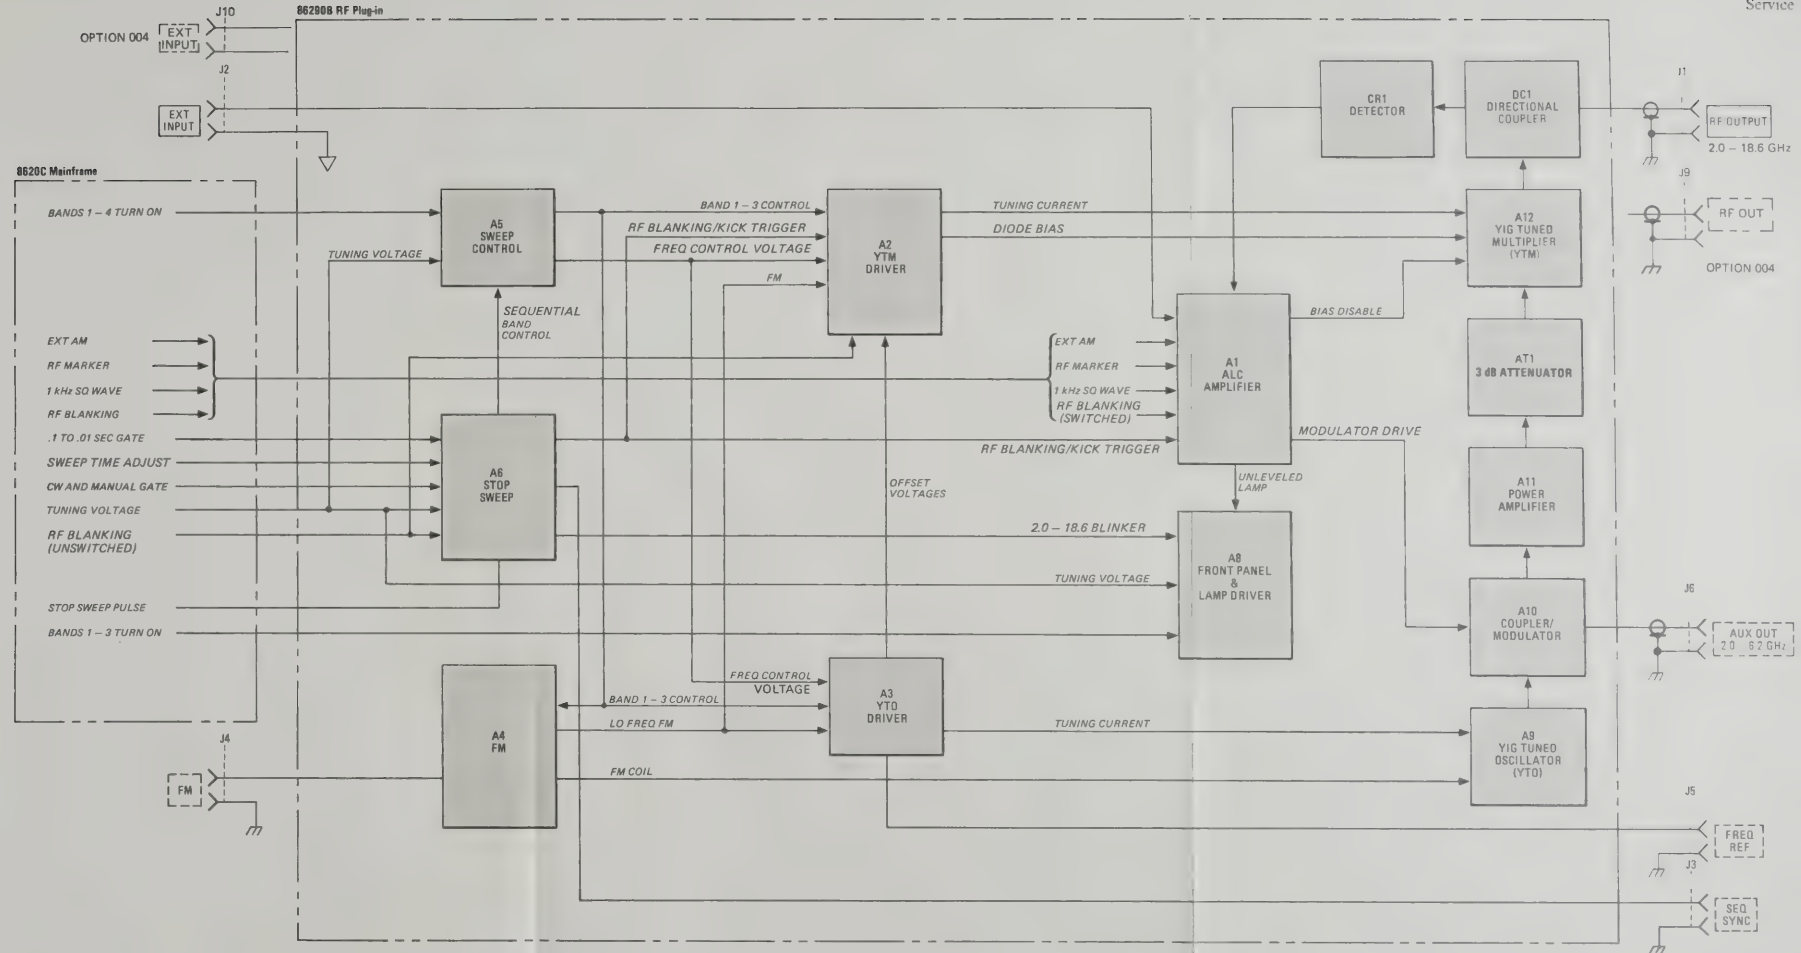 Service
J10
86290B RF Plug-in
OPTION 004
EXT
INPUT
J2
EXT
INPUT
CR1
DETECTOR
DC1
DIRECTIONAL
COUPLER
J1
RF OUTPUT
2.0 – 18.6 GHz
8620C Mainframe
J9
RF OUT
OPTION 004
BANDS 1 – 4 TURN ON
A5
SWEEP
CONTROL
BAND 1 – 3 CONTROL
RF BLANKING/KICK TRIGGER
FREQ CONTROL VOLTAGE
FM
TUNING VOLTAGE
A2
YTM
DRIVER
TUNING CURRENT
DIODE BIAS
A12
YIG TUNED
MULTIPLIER
(YTM)
SEQUENTIAL
BAND
CONTROL
BIAS DISABLE
EXT AM
RF MARKER
1 kHz SQ WAVE
RF BLANKING
EXT AM
RF MARKER
1 kHz SQ WAVE
RF BLANKING
(SWITCHED)
A1
ALC
AMPLIFIER
AT1
3 dB ATTENUATOR
.1 TO .01 SEC GATE
SWEEP TIME ADJUST
CW AND MANUAL GATE
TUNING VOLTAGE
RF BLANKING
(UNSWITCHED)
A6
STOP
SWEEP
RF BLANKING/KICK TRIGGER
MODULATOR DRIVE
OFFSET
VOLTAGES
UNLEVELED
LAMP
A11
POWER
AMPLIFIER
2.0 – 18.6 BLINKER
TUNING VOLTAGE
A8
FRONT PANEL
&
LAMP DRIVER
STOP SWEEP PULSE
BANDS 1 – 3 TURN ON
A10
COUPLER/
MODULATOR
J6
AUX OUT
2.0 6.2 GHz
A4
FM
FREQ CONTROL
VOLTAGE
BAND 1 – 3 CONTROL
LO FREQ FM
FM COIL
A3
YTO
DRIVER
TUNING CURRENT
A9
YIG TUNED
OSCILLATOR
(YTO)
J4
FM
J5
FREQ
REF
J3
SEQ
SYNC